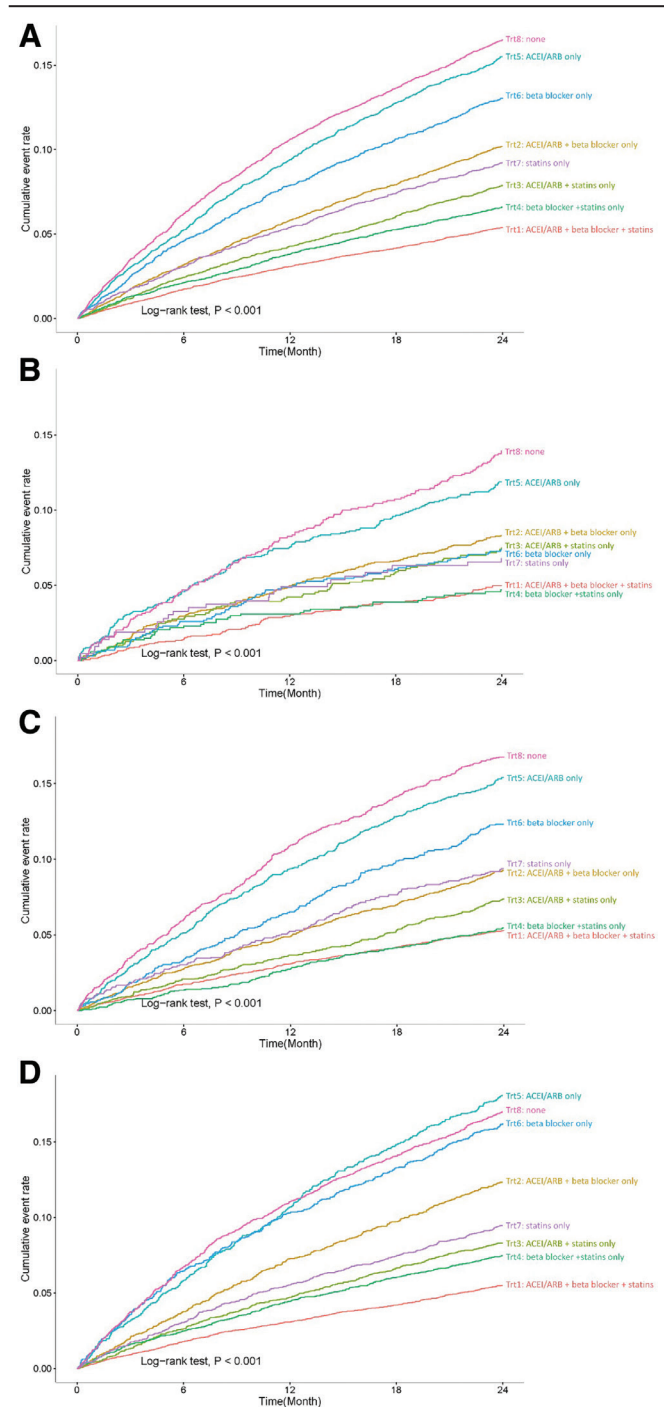 A
Trt8: none
Trt5: ACEI/ARB only
0.15
Trt6: beta blocker only
Trt2: ACEI/ARB + beta blocker only
0.10
Trt7: statins only
Trt3: ACEI/ARB + statins only
Trt4: beta blocker +statins only
0.05
Trt1: ACEI/ARB + beta blocker + statins
Cumulative event rate
Log-rank test, P < 0.001
0.00
0 6 12 18 24
Time(Month)
B
0.15
Trt8: none
Trt5: ACEI/ARB only
0.10
Trt2: ACEI/ARB + beta blocker only
Trt3: ACEI/ARB + statins only
Trt6: beta blocker only
Trt7: statins only
0.05
Trt1: ACEI/ARB + beta blocker + statins
Trt4: beta blocker +statins only
Cumulative event rate
Log-rank test, P < 0.001
0.00
0 6 12 18 24
Time(Month)
C
Trt8: none
Trt5: ACEI/ARB only
0.15
Trt6: beta blocker only
0.10
Trt7: statins only
Trt2: ACEI/ARB + beta blocker only
Trt3: ACEI/ARB + statins only
Trt4: beta blocker +statins only
0.05
Trt1: ACEI/ARB + beta blocker + statins
Cumulative event rate
Log-rank test, P < 0.001
0.00
0 6 12 18 24
Time(Month)
D
Trt5: ACEI/ARB only
Trt8: none
Trt6: beta blocker only
0.15
Trt2: ACEI/ARB + beta blocker only
0.10
Trt7: statins only
Trt3: ACEI/ARB + statins only
Trt4: beta blocker +statins only
Trt1: ACEI/ARB + beta blocker + statins
0.05
Cumulative event rate
Log-rank test, P < 0.001
0.00
0 6 12 18 24
Time(Month)